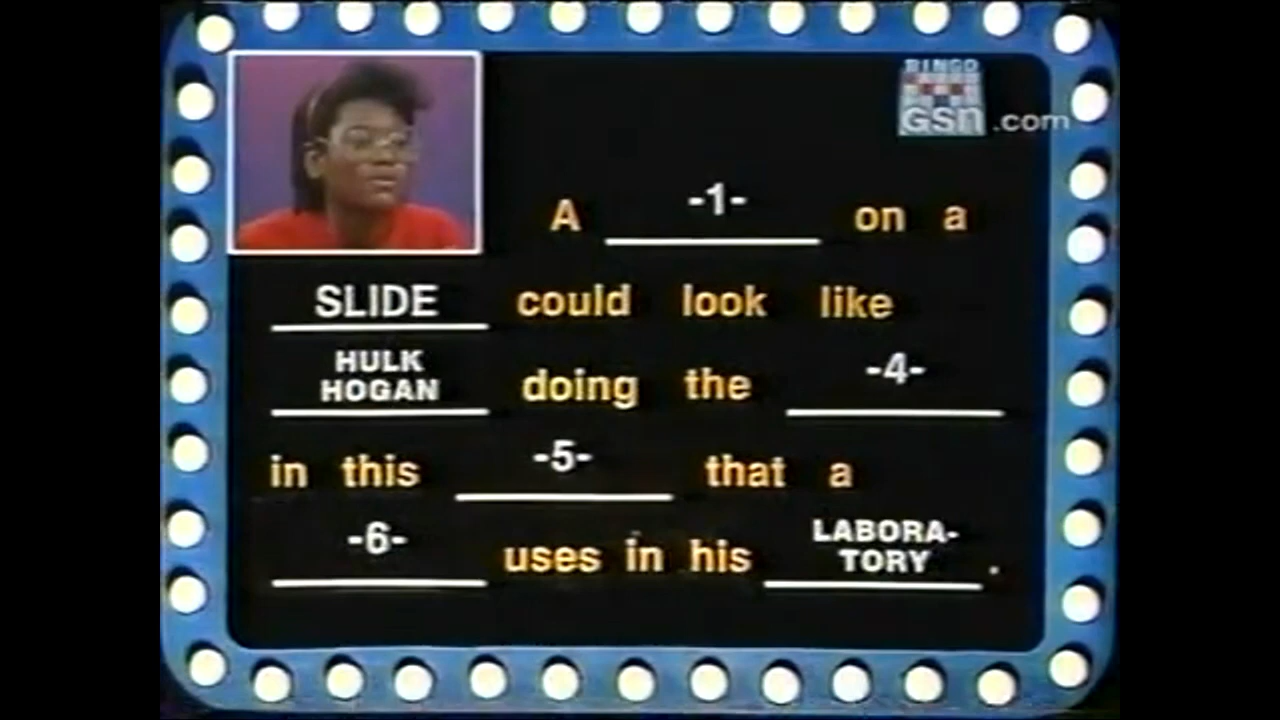 BINGO
GSN.com
A -1- on a
SLIDE could look like
HULK HOGAN doing the -4-
in this -5- that a
-6- uses in his LABORA-TORY.